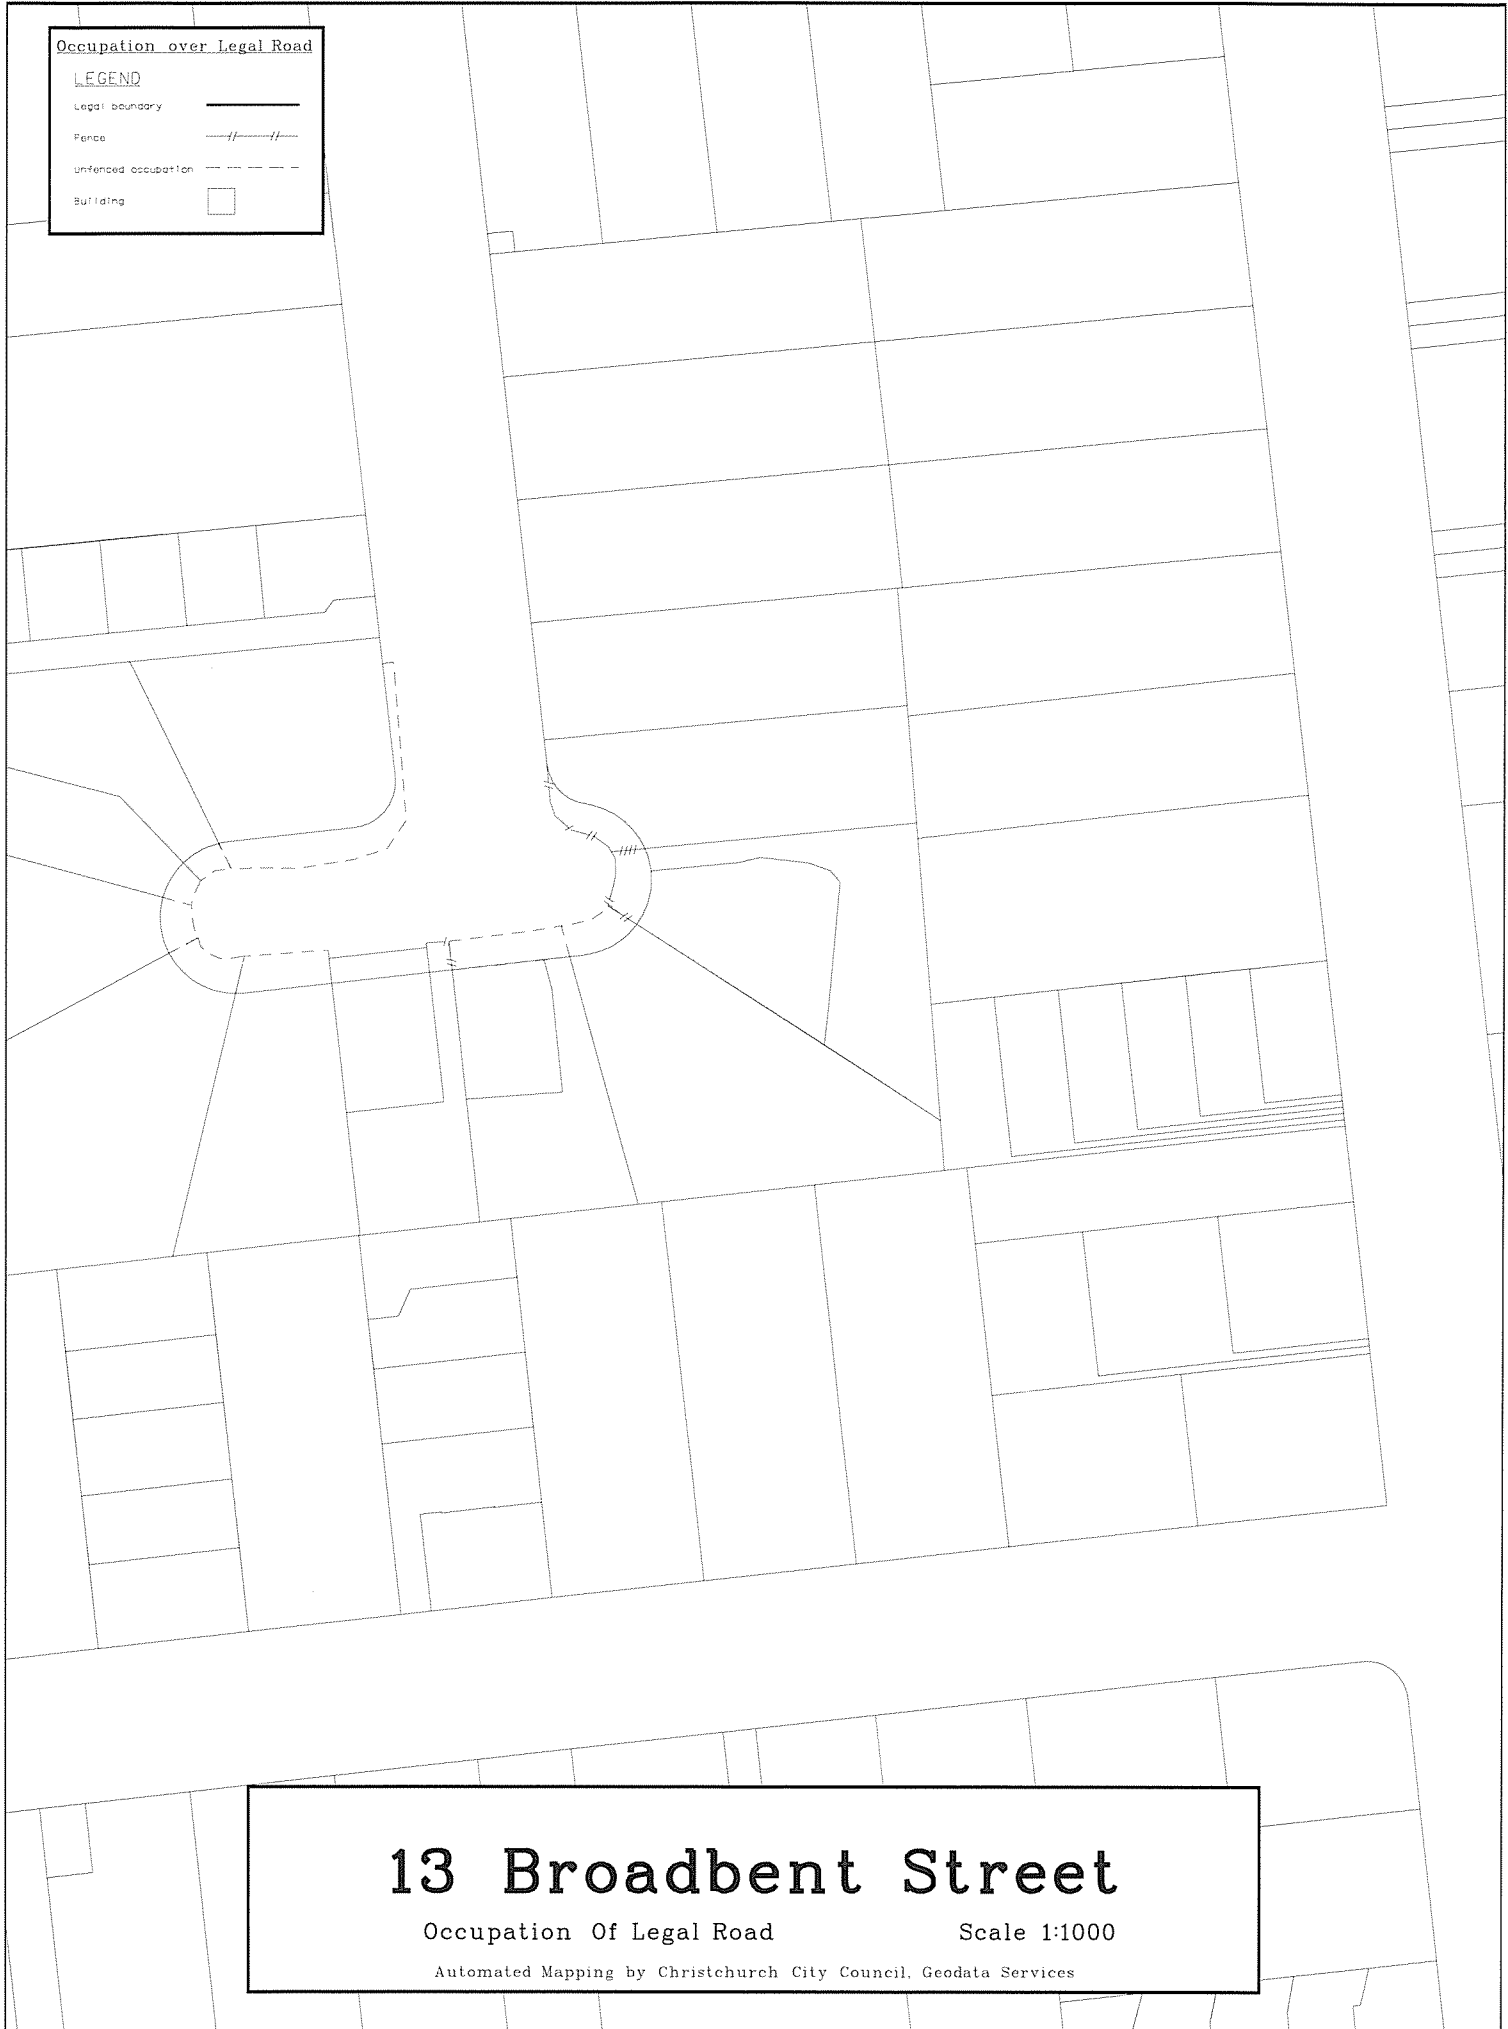 Occupation over Legal Road
LEGEND
Legal boundary
Fence
Unfenced occupation
Building
13 Broadbent Street
Occupation Of Legal Road Scale 1:1000
Automated Mapping by Christchurch City Council, Geodata Services